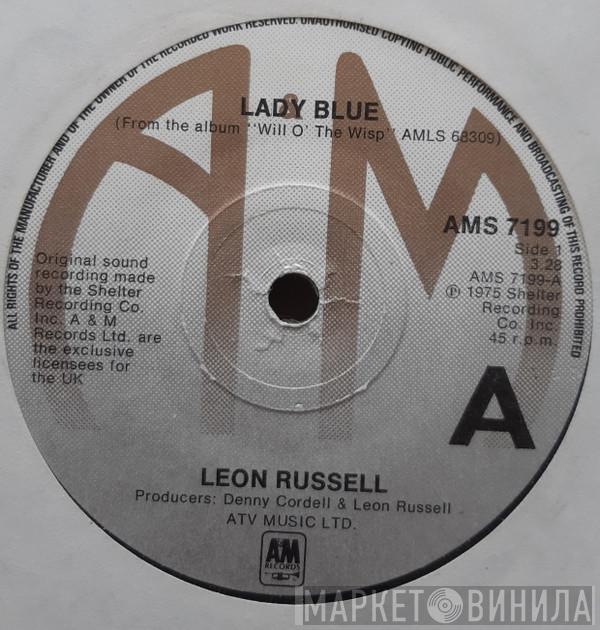 ALL RIGHTS OF THE MANUFACTURER AND OF THE OWNER OF THE RECORDED WORK RESERVED. UNAUTHORISED COPYING PUBLIC PERFORMANCE AND BROADCASTING OF THIS RECORD PROHIBITED
A&M
LADY BLUE
(From the album "Will O' The Wisp" AMLS 68309)
AMS 7199
Side 1
3.28
AMS 7199-A
℗ 1975 Shelter
Recording
Co. Inc.
45 r.p.m.
Original sound
recording made
by the Shelter
Recording Co.
Inc. A & M
Records Ltd. are
the exclusive
licensees for
the UK
A
LEON RUSSELL
Producers: Denny Cordell & Leon Russell
ATV MUSIC LTD.
AM
RECORDS
МАРКЕТ ВИНИЛА